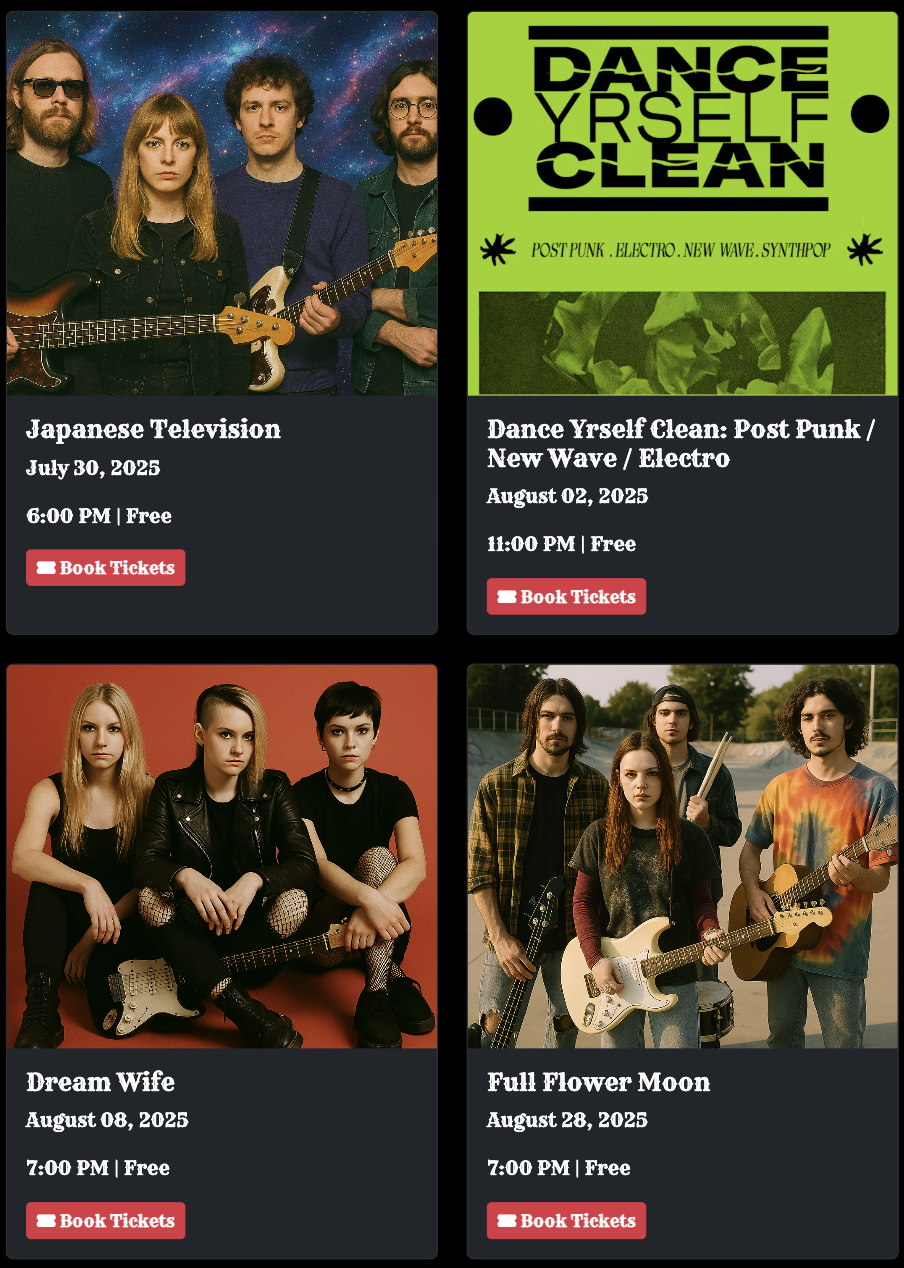 DANCE
YRSELF
CLEAN
POST PUNK . ELECTRO . NEW WAVE . SYNTHPOP
Japanese Television
July 30, 2025
6:00 PM | Free
Book Tickets
Dance Yrself Clean: Post Punk /
New Wave / Electro
August 02, 2025
11:00 PM | Free
Book Tickets
Dream Wife
August 08, 2025
7:00 PM | Free
Book Tickets
Full Flower Moon
August 28, 2025
7:00 PM | Free
Book Tickets